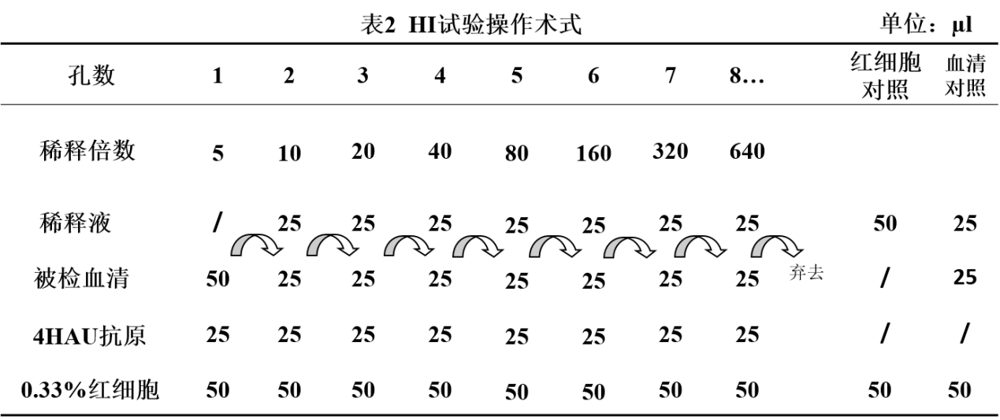 表2 HI试验操作术式 单位：μl
孔数 1 2 3 4 5 6 7 8… 红细胞对照 血清对照
稀释倍数 5 10 20 40 80 160 320 640
稀释液 / 25 25 25 25 25 25 25 50 25
被检血清 50 25 25 25 25 25 25 25 弃去 / 25
4HAU抗原 25 25 25 25 25 25 25 25 / /
0.33%红细胞 50 50 50 50 50 50 50 50 50 50